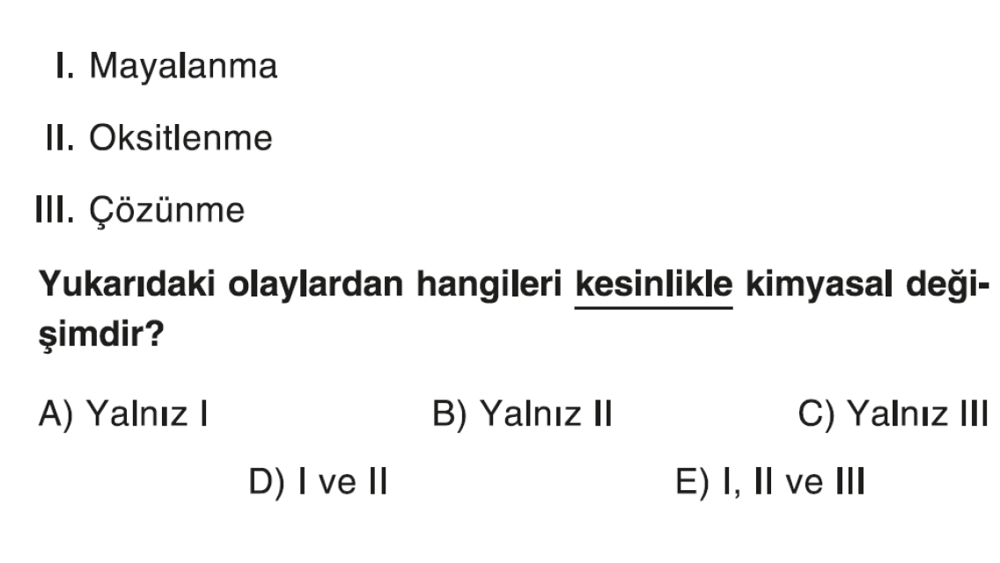 I. Mayalanma
II. Oksitlenme
III. Çözünme
Yukarıdaki olaylardan hangileri kesinlikle kimyasal deği-
şimdir?
A) Yalnız I B) Yalnız II C) Yalnız III
D) I ve II E) I, II ve III